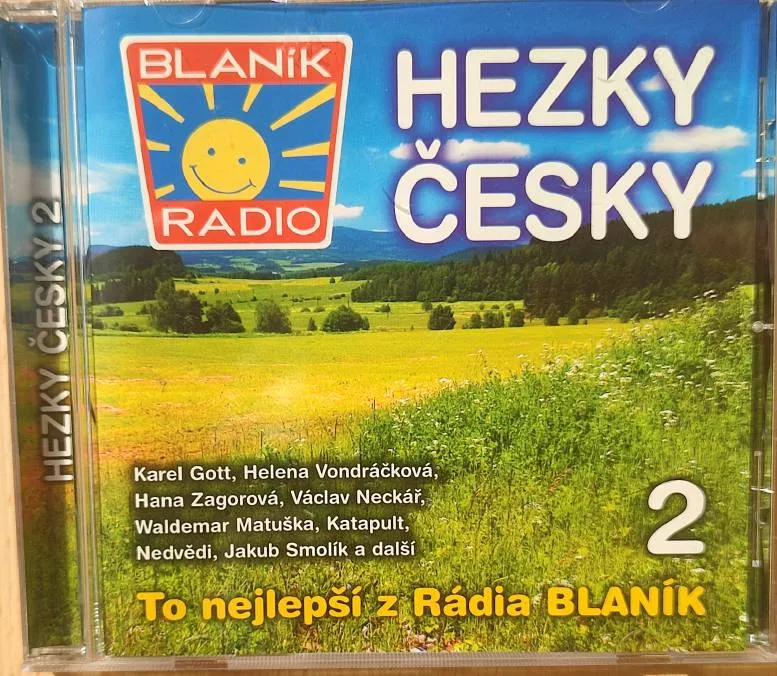 BLANíK
RADIO
HEZKY
ČESKY
HEZKY ČESKY 2
Karel Gott, Helena Vondráčková,
Hana Zagorová, Václav Neckář,
Waldemar Matuška, Katapult,
Nedvědi, Jakub Smolík a další
2
To nejlepší z Rádia BLANÍK